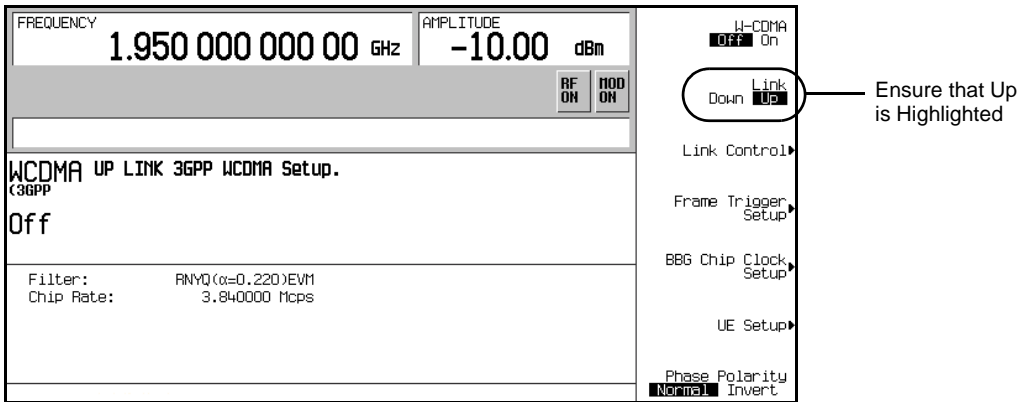 FREQUENCY
1.950 000 000 00 GHz
AMPLITUDE
-10.00 dBm
RF ON
MOD ON
WCDMA UP LINK 3GPP WCDMA Setup.
(3GPP
Off
Filter: RNYQ(α=0.220)EVM
Chip Rate: 3.840000 Mcps
W-CDMA
Off On
Link
Down Up
Link Control
Frame Trigger
Setup
BBG Chip Clock
Setup
UE Setup
Phase Polarity
Normal Invert
Ensure that Up
is Highlighted